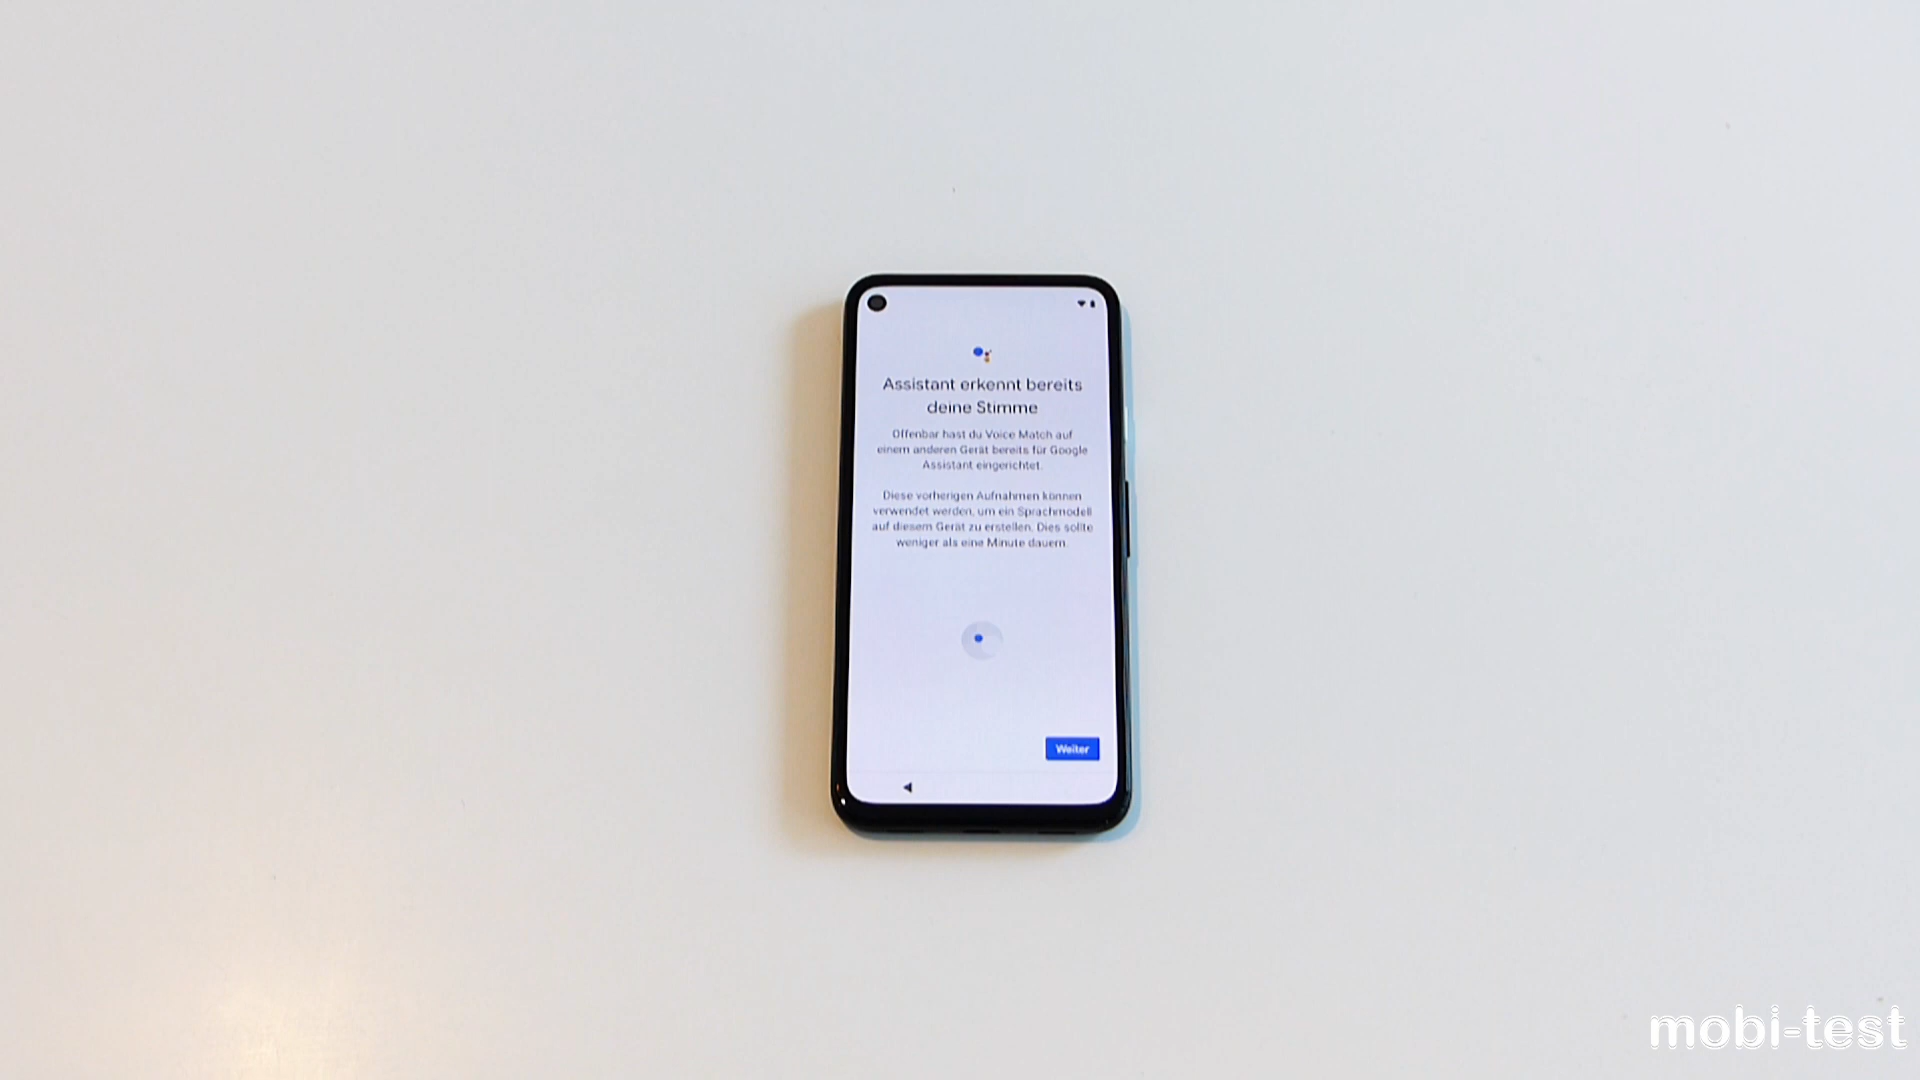 Assistant erkennt bereits
deine Stimme
Offenbar hast du Voice Match auf
einem anderen Gerät bereits für Google
Assistant eingerichtet.
Diese vorherigen Aufnahmen können
verwendet werden, um ein Sprachmodell
auf diesem Gerät zu erstellen. Dies sollte
weniger als eine Minute dauern.
Weiter
mobi-test